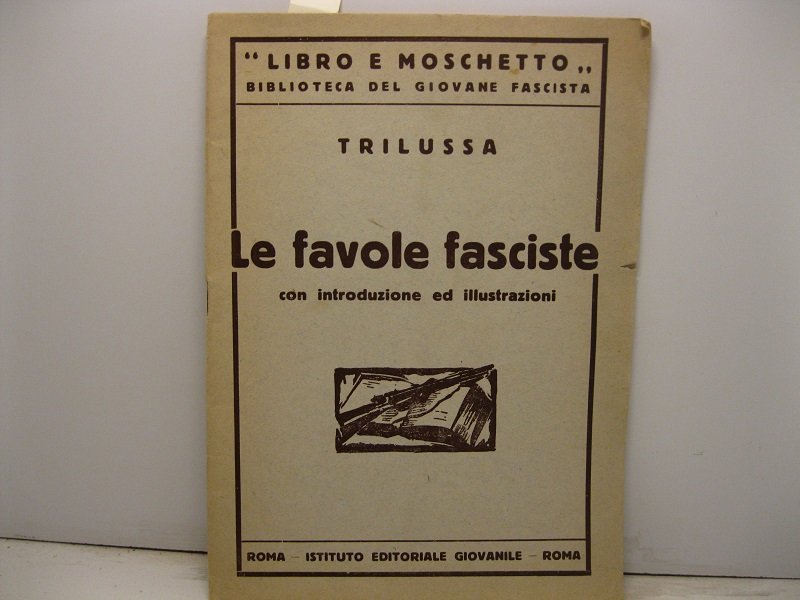 “ LIBRO E MOSCHETTO „
BIBLIOTECA DEL GIOVANE FASCISTA
TRILUSSA
Le favole fasciste
con introduzione ed illustrazioni
ROMA – ISTITUTO EDITORIALE GIOVANILE – ROMA